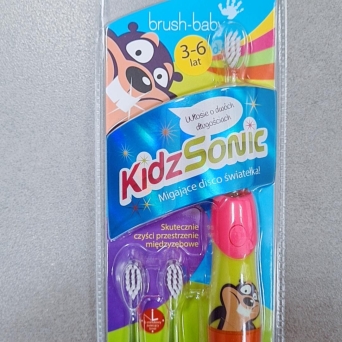 brush-baby
3-6
lat
Włosie o dwóch
długościach
KidzSonic
Migające disco światełka!
Skutecznie
czyści przestrzenie
międzyzębowe